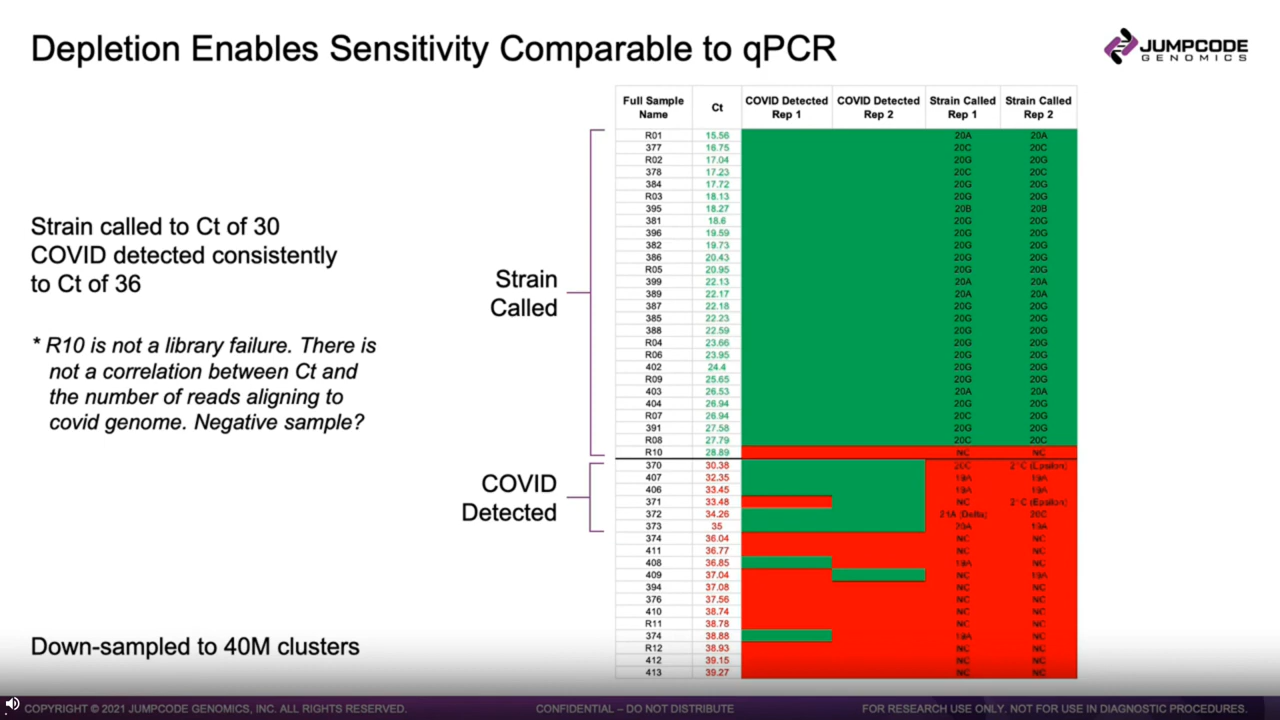 Depletion Enables Sensitivity Comparable to qPCR
JUMPCODE
GENOMICS
Strain called to Ct of 30
COVID detected consistently
to Ct of 36
* R10 is not a library failure. There is
not a correlation between Ct and
the number of reads aligning to
covid genome. Negative sample?
Down-sampled to 40M clusters
Strain
Called
COVID
Detected
Full Sample Name Ct COVID Detected Rep 1 COVID Detected Rep 2 Strain Called Rep 1 Strain Called Rep 2
R01 15.56 20A 20A
377 16.75 20C 20C
R02 17.04 20G 20G
378 17.23 20C 20C
384 17.72 20G 20G
R03 18.13 20G 20G
395 18.27 20B 20B
381 18.6 20G 20G
396 19.59 20G 20G
382 19.73 20G 20G
386 20.43 20G 20G
R05 20.95 20G 20G
399 22.13 20A 20A
389 22.17 20A 20A
387 22.18 20G 20G
385 22.23 20G 20G
388 22.59 20G 20G
R04 23.66 20G 20G
R06 23.95 20G 20G
402 24.4 20G 20G
R09 25.65 20G 20G
403 26.53 20A 20A
404 26.94 20G 20G
R07 26.94 20C 20G
391 27.58 20G 20G
R08 27.79 20C 20C
R10 28.89 NC NC
370 30.38 20C (Epsilon)
407 32.35 19A 19A
406 33.45 19A 19A
371 33.48 NC (Epsilon)
372 34.26 21A (Delta) 20C
373 35 20A 19A
374 36.04 NC NC
411 36.77 NC NC
408 36.85 19A NC
409 37.04 NC 19A
394 37.08 NC NC
376 37.56 NC NC
410 38.74 NC NC
R11 38.78 NC NC
374 38.88 19A NC
R12 38.93 NC NC
412 39.15 NC NC
413 39.27 NC NC
COPYRIGHT © 2021 JUMPCODE GENOMICS, INC. ALL RIGHTS RESERVED.
CONFIDENTIAL – DO NOT DISTRIBUTE
FOR RESEARCH USE ONLY. NOT FOR USE IN DIAGNOSTIC PROCEDURES.